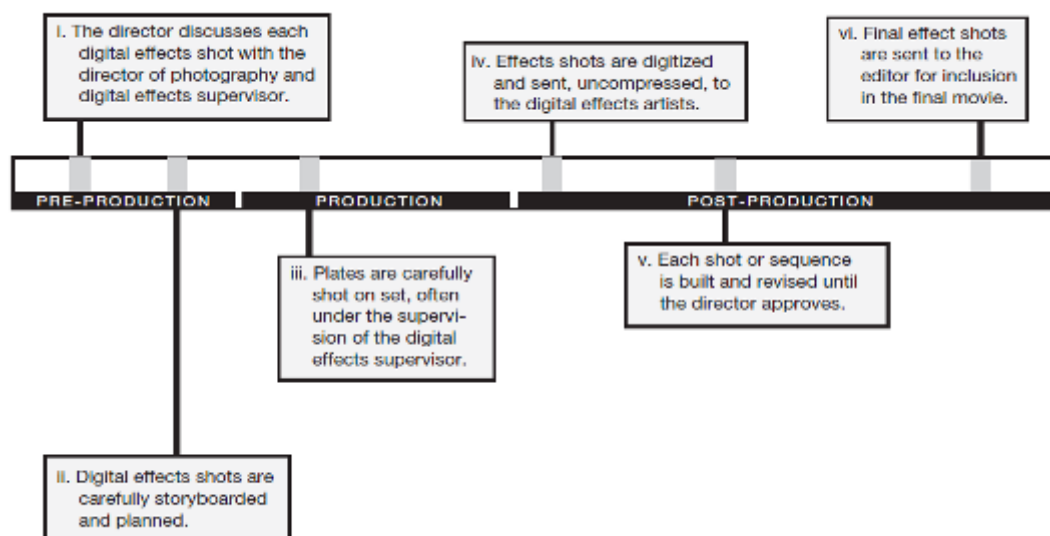 i. The director discusses each
digital effects shot with the
director of photography and
digital effects supervisor.
iv. Effects shots are digitized
and sent, uncompressed, to
the digital effects artists.
vi. Final effect shots
are sent to the
editor for inclusion
in the final movie.
PRE-PRODUCTION
PRODUCTION
POST-PRODUCTION
iii. Plates are carefully
shot on set, often
under the supervi-
sion of the digital
effects supervisor.
v. Each shot or sequence
is built and revised until
the director approves.
ii. Digital effects shots are
carefully storyboarded
and planned.